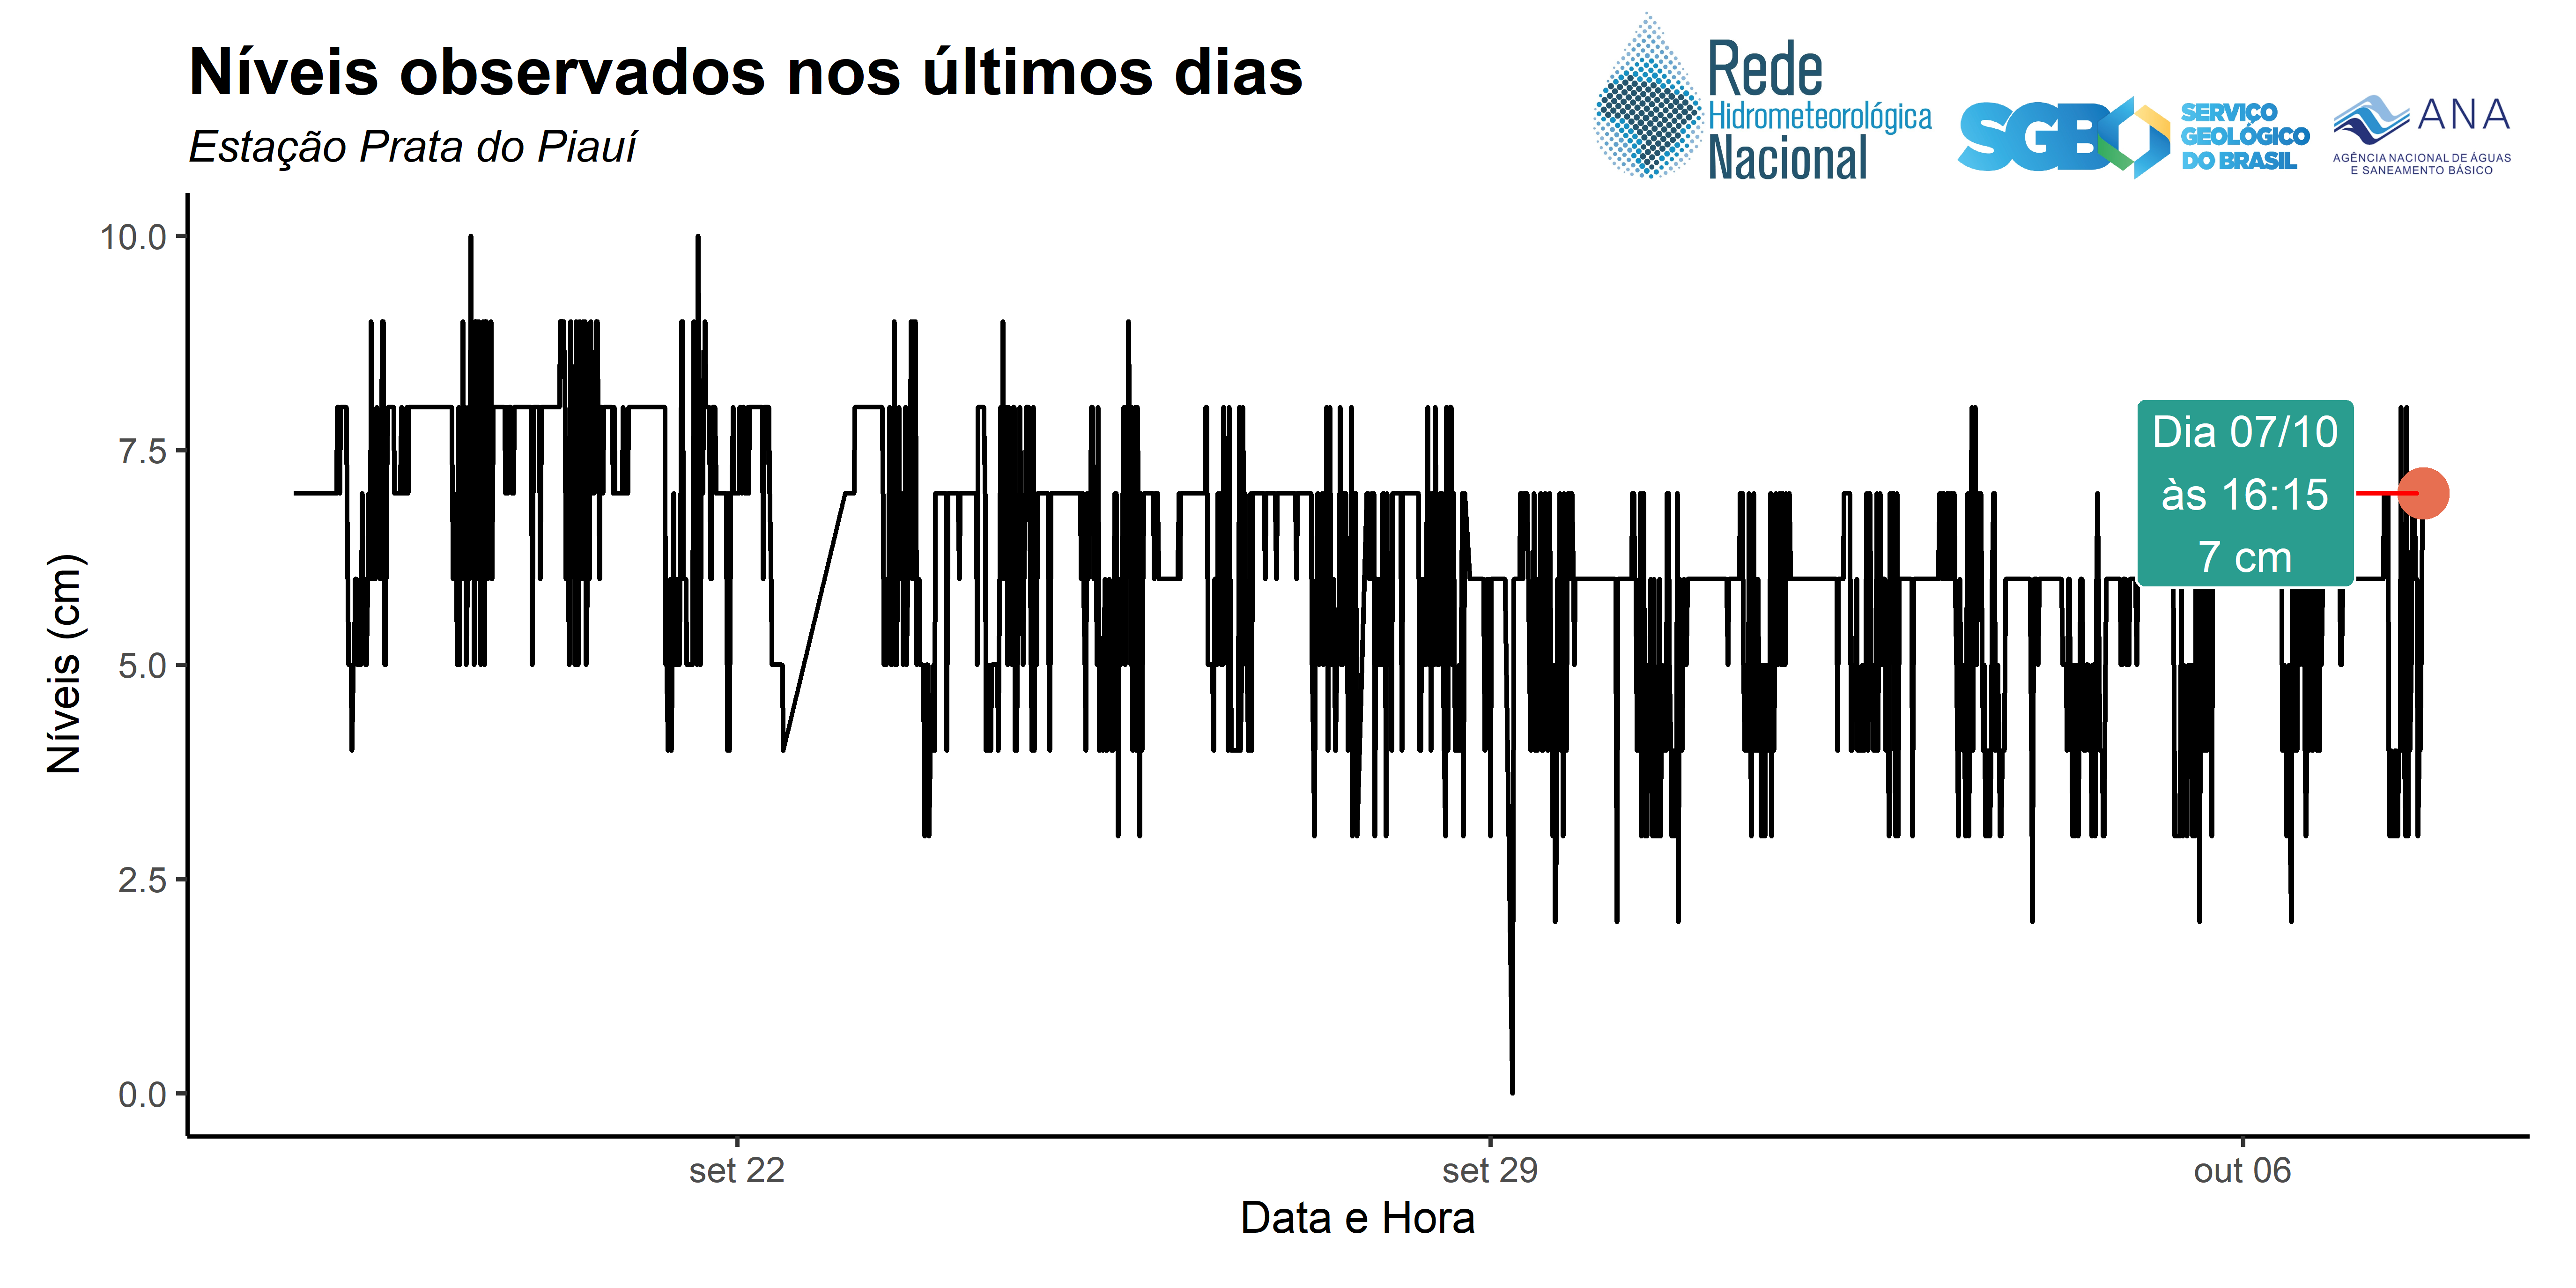 Níveis observados nos últimos dias
Estação Prata do Piauí
Rede
Hidrometeorológica
Nacional
SGB
SERVIÇO
GEOLÓGICO
DO BRASIL
ANA
AGÊNCIA NACIONAL DE ÁGUAS
E SANEAMENTO BÁSICO
Níveis (cm)
10.0
7.5
5.0
2.5
0.0
Dia 07/10
às 16:15
7 cm
set 22
set 29
out 06
Data e Hora